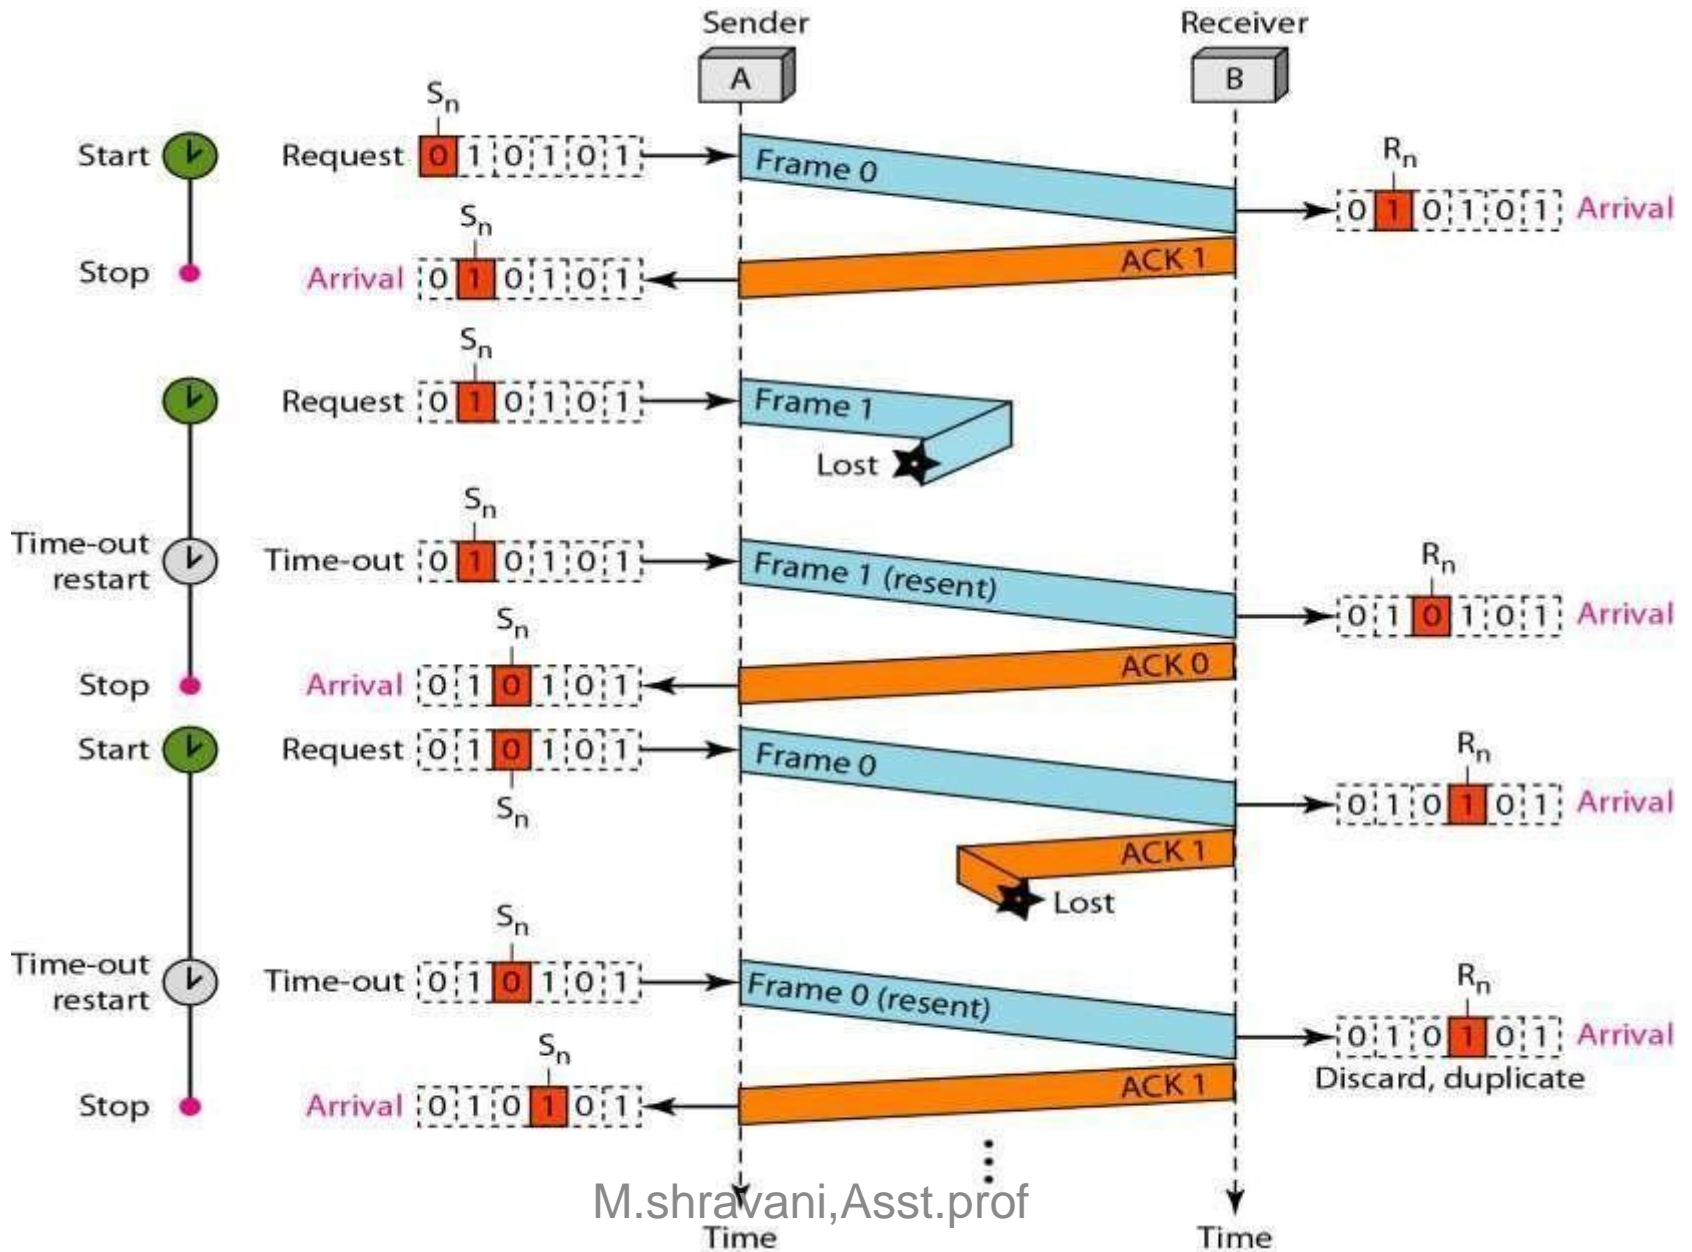 Sender Receiver
A B
Sn
Start Request 0 1 0 1 0 1 Frame 0
Rn
0 1 0 1 0 1 Arrival
Sn
Stop Arrival 0 1 0 1 0 1 ACK 1
Sn
Request 0 1 0 1 0 1 Frame 1
Lost
Sn
Time-out restart Time-out 0 1 0 1 0 1 Frame 1 (resent)
Rn
0 1 0 1 0 1 Arrival
Sn
Stop Arrival 0 1 0 1 0 1 ACK 0
Start Request 0 1 0 1 0 1 Frame 0
Sn
Rn
0 1 0 1 0 1 Arrival
ACK 1
Lost
Sn
Time-out restart Time-out 0 1 0 1 0 1 Frame 0 (resent)
Rn
0 1 0 1 0 1 Arrival
Discard, duplicate
Sn
Stop Arrival 0 1 0 1 0 1 ACK 1
M.shravani,Asst.prof
Time Time